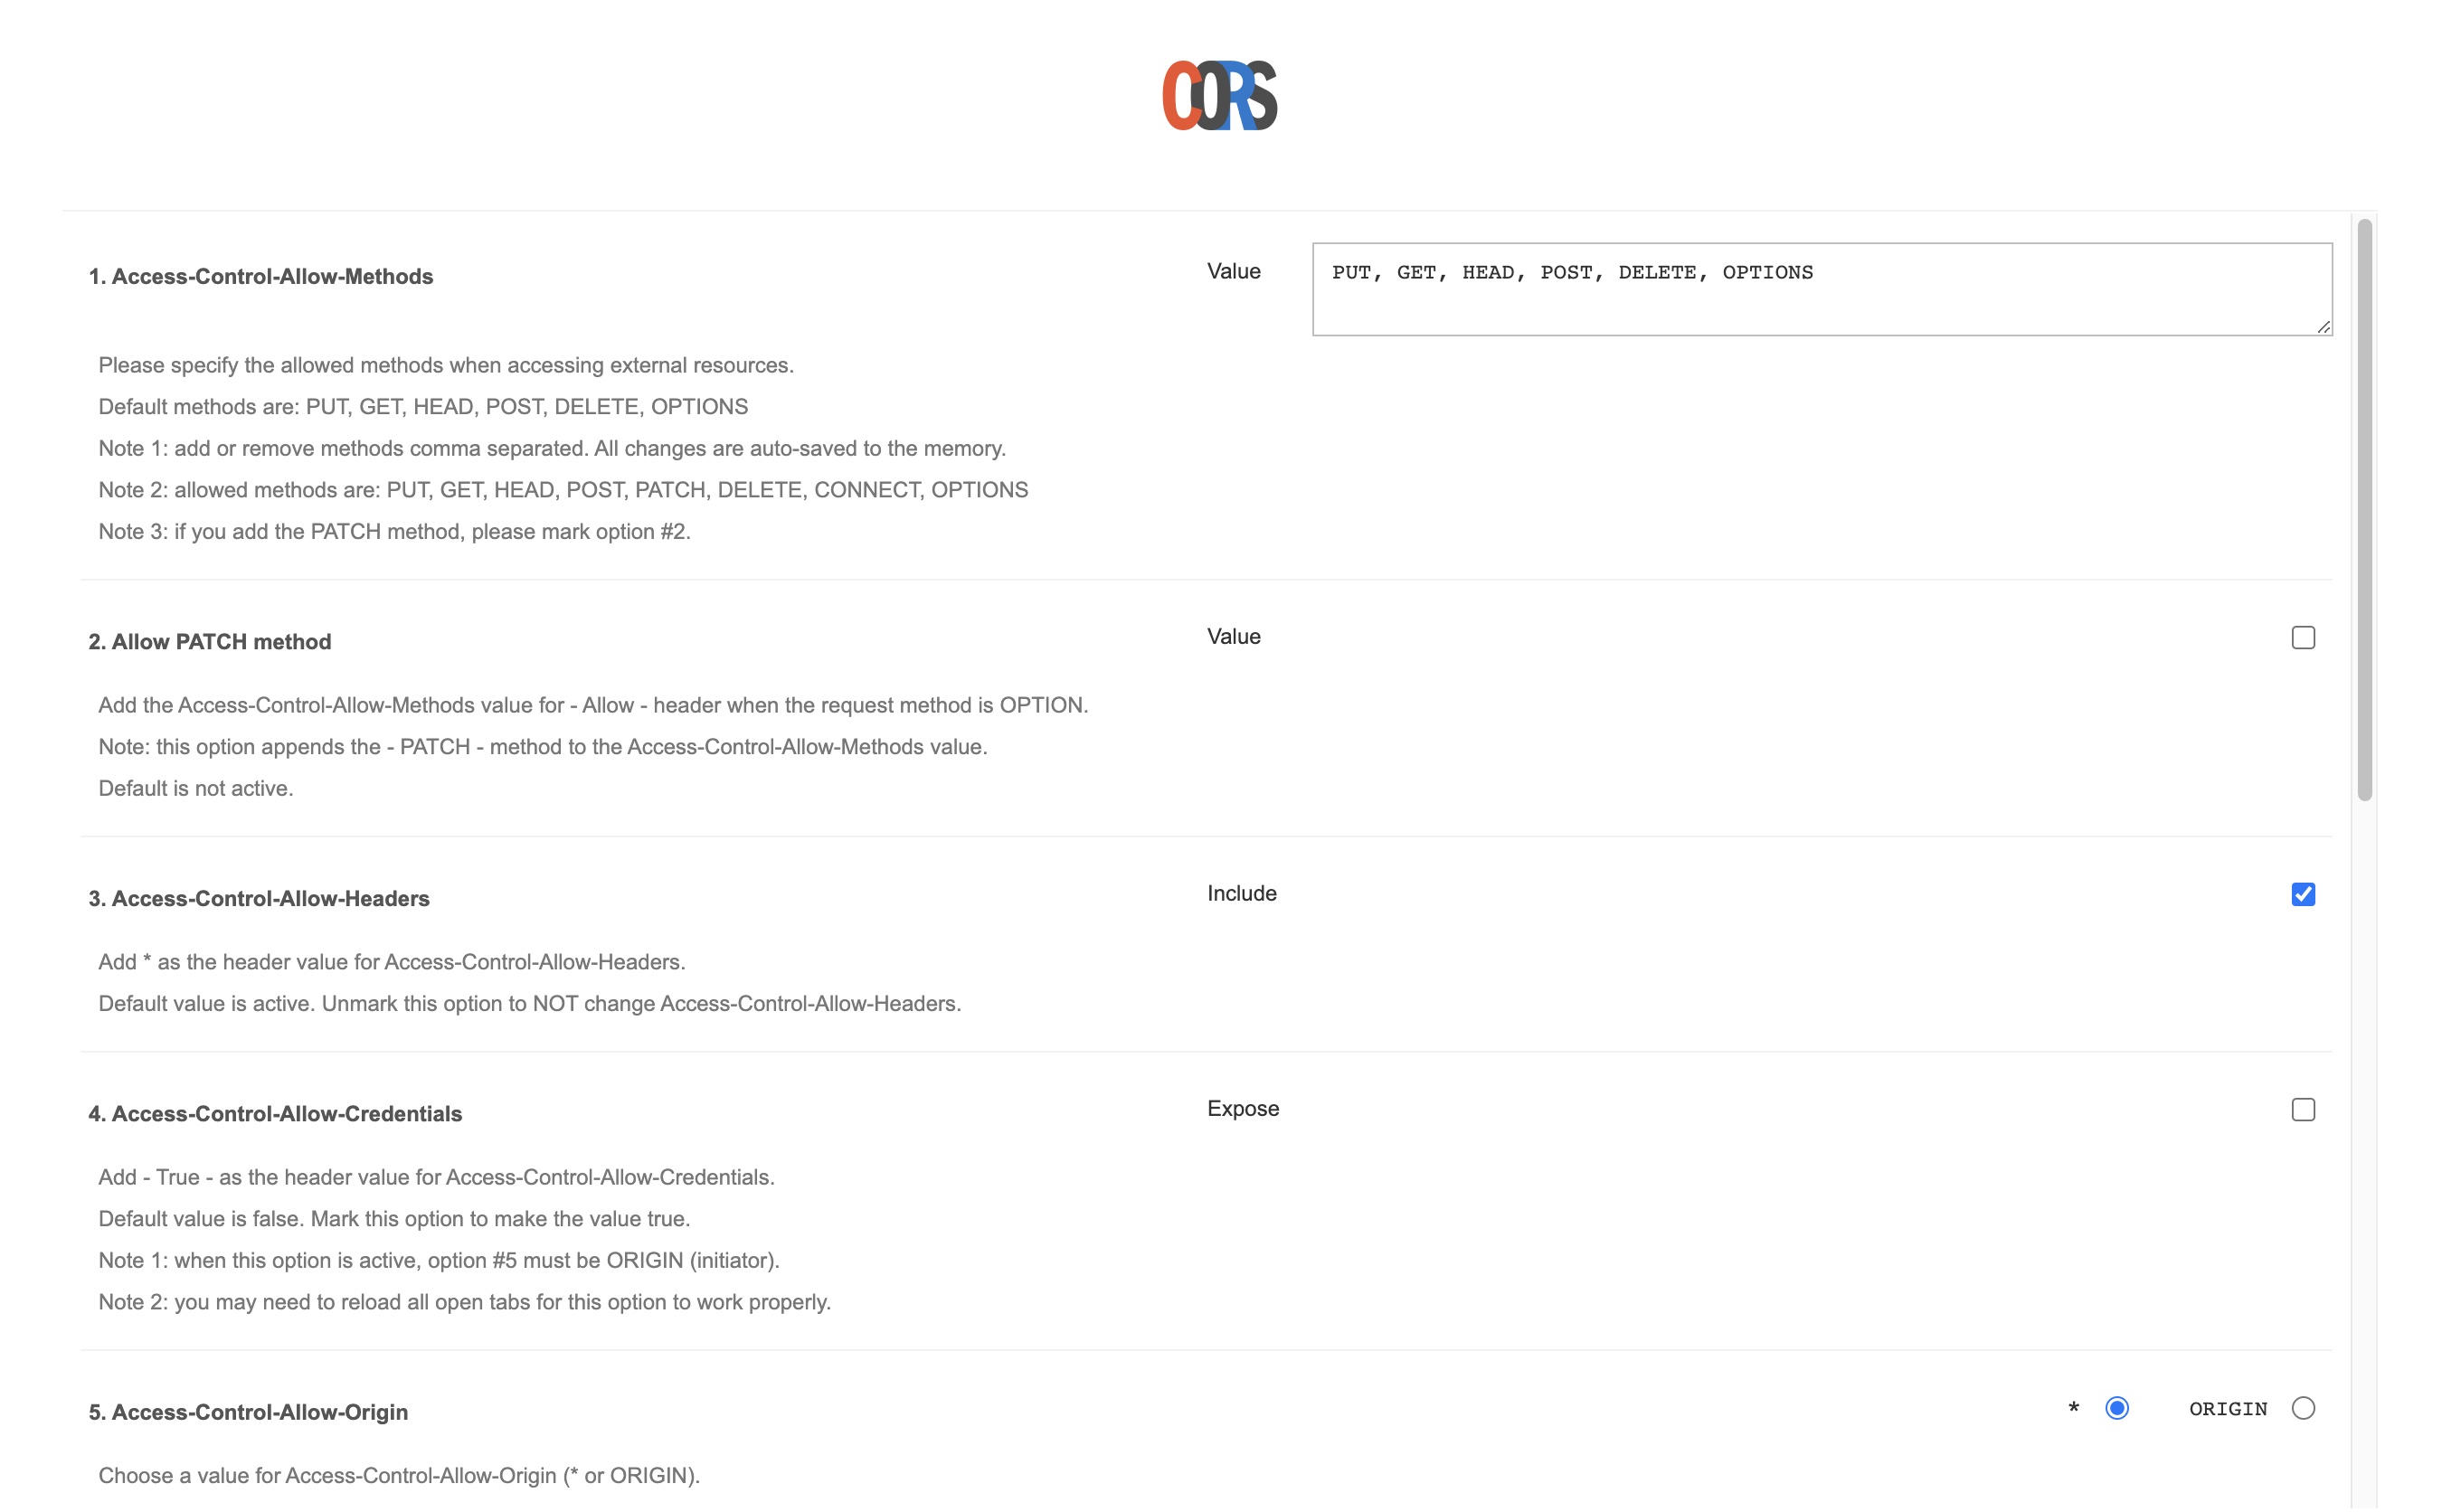 CORS
1. Access-Control-Allow-Methods
Value
PUT, GET, HEAD, POST, DELETE, OPTIONS
Please specify the allowed methods when accessing external resources.
Default methods are: PUT, GET, HEAD, POST, DELETE, OPTIONS
Note 1: add or remove methods comma separated. All changes are auto-saved to the memory.
Note 2: allowed methods are: PUT, GET, HEAD, POST, PATCH, DELETE, CONNECT, OPTIONS
Note 3: if you add the PATCH method, please mark option #2.
2. Allow PATCH method
Value
Add the Access-Control-Allow-Methods value for - Allow - header when the request method is OPTION.
Note: this option appends the - PATCH - method to the Access-Control-Allow-Methods value.
Default is not active.
3. Access-Control-Allow-Headers
Include
Add * as the header value for Access-Control-Allow-Headers.
Default value is active. Unmark this option to NOT change Access-Control-Allow-Headers.
4. Access-Control-Allow-Credentials
Expose
Add - True - as the header value for Access-Control-Allow-Credentials.
Default value is false. Mark this option to make the value true.
Note 1: when this option is active, option #5 must be ORIGIN (initiator).
Note 2: you may need to reload all open tabs for this option to work properly.
5. Access-Control-Allow-Origin
* ORIGIN
Choose a value for Access-Control-Allow-Origin (* or ORIGIN).